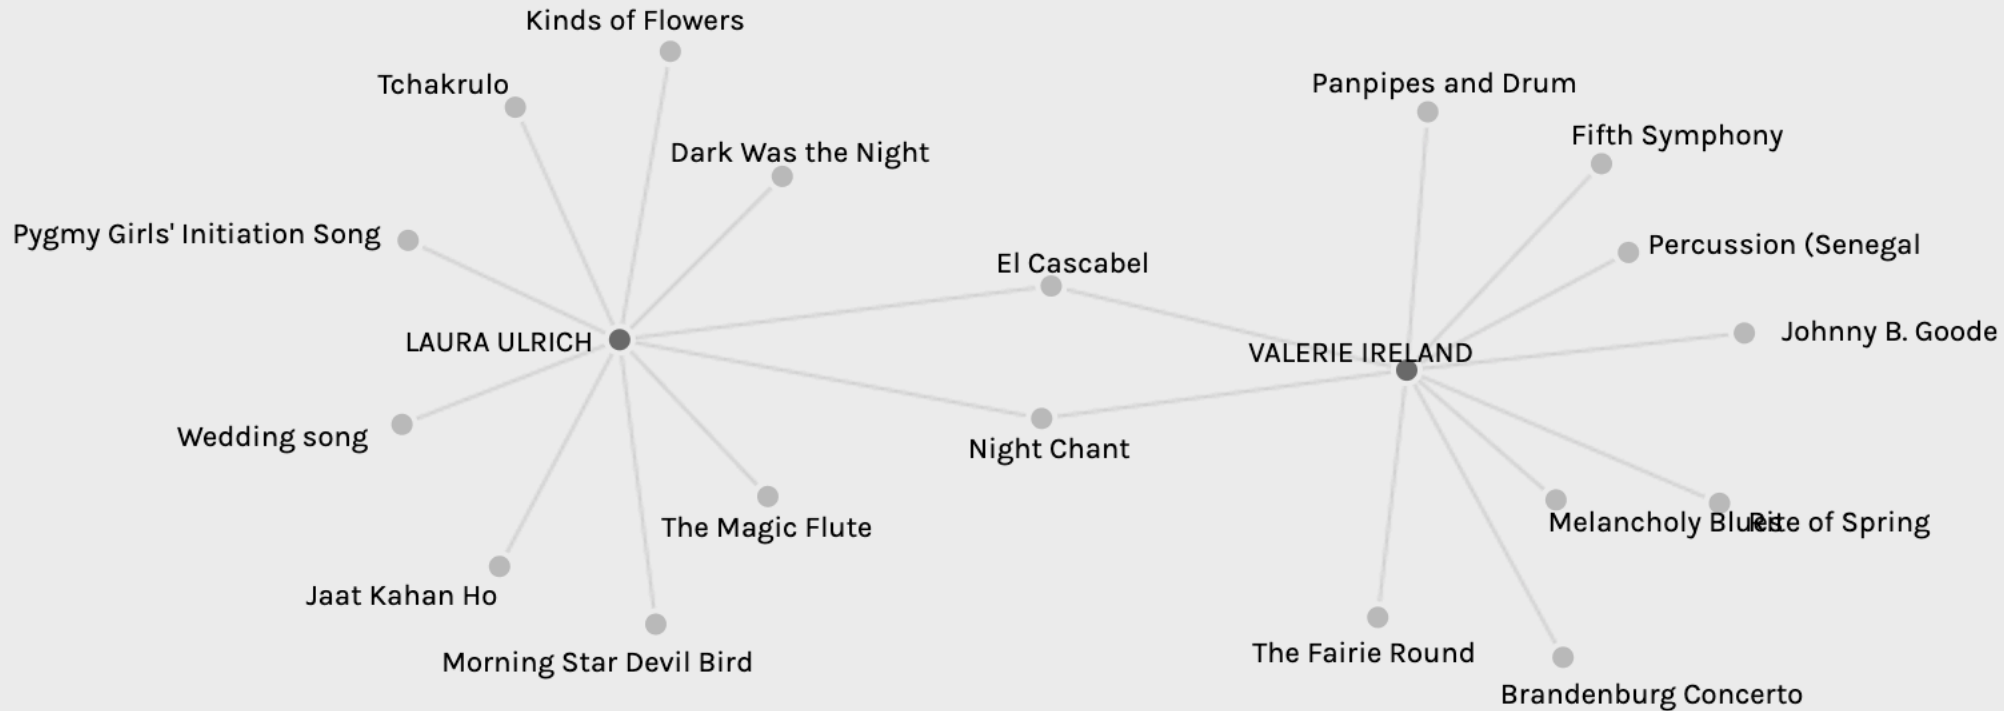 Kinds of Flowers
Tchakrulo
Panpipes and Drum
Fifth Symphony
Dark Was the Night
Pygmy Girls' Initiation Song
Percussion (Senegal
El Cascabel
Johnny B. Goode
LAURA ULRICH
VALERIE IRELAND
Wedding song
Night Chant
The Magic Flute
Melancholy Blues
Rite of Spring
Jaat Kahan Ho
The Fairie Round
Morning Star Devil Bird
Brandenburg Concerto